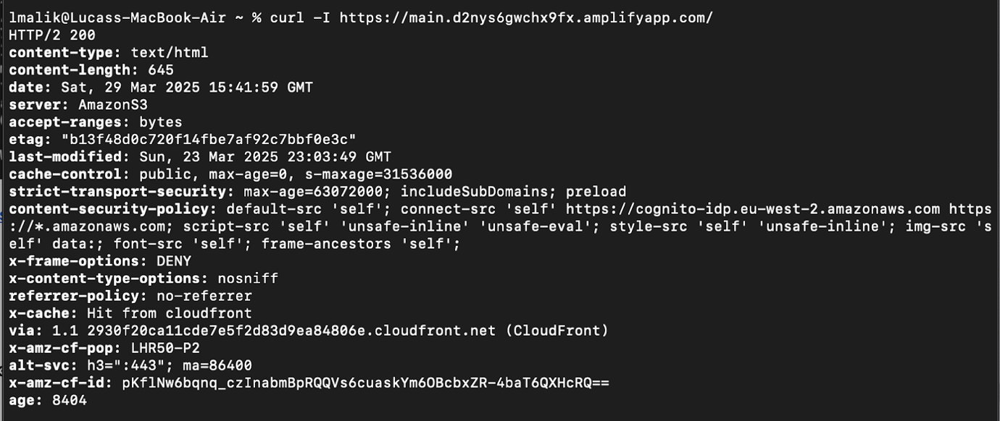 lmalik@Lucass-MacBook-Air ~ % curl -I https://main.d2nys6gwchx9fx.amplifyapp.com/
HTTP/2 200
content-type: text/html
content-length: 645
date: Sat, 29 Mar 2025 15:41:59 GMT
server: AmazonS3
accept-ranges: bytes
etag: "b13f48d0c720f14fbe7af92c7bbf0e3c"
last-modified: Sun, 23 Mar 2025 23:03:49 GMT
cache-control: public, max-age=0, s-maxage=31536000
strict-transport-security: max-age=63072000; includeSubDomains; preload
content-security-policy: default-src 'self'; connect-src 'self' https://cognito-idp.eu-west-2.amazonaws.com https
://*.amazonaws.com; script-src 'self' 'unsafe-inline' 'unsafe-eval'; style-src 'self' 'unsafe-inline'; img-src 's
elf' data:; font-src 'self'; frame-ancestors 'self';
x-frame-options: DENY
x-content-type-options: nosniff
referrer-policy: no-referrer
x-cache: Hit from cloudfront
via: 1.1 2930f20ca11cde7e5f2d83d9ea84806e.cloudfront.net (CloudFront)
x-amz-cf-pop: LHR50-P2
alt-svc: h3=":443"; ma=86400
x-amz-cf-id: pKflNw6bqnq_czInabmBpRQQVs6cuaskYm6OBcbxZR-4baT6QXHcRQ==
age: 8404